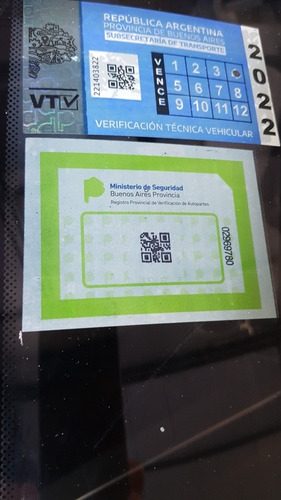 REPÚBLICA ARGENTINA
PROVINCIA DE BUENOS AIRES
SUBSECRETARÍA DE TRANSPORTE
221403822
VENCE
1 2 3
5 6 7 8
9 10 11 12
2022
VTV
VERIFICACIÓN TÉCNICA VEHICULAR
Ministerio de Seguridad
Buenos Aires Provincia
Registro Provincial de Verificación de Autopartes
02969780